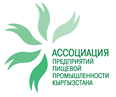 АССОЦИАЦИЯ
ПРЕДПРИЯТИЙ
ПИЩЕВОЙ
ПРОМЫШЛЕННОСТИ
КЫРГЫЗСТАНА